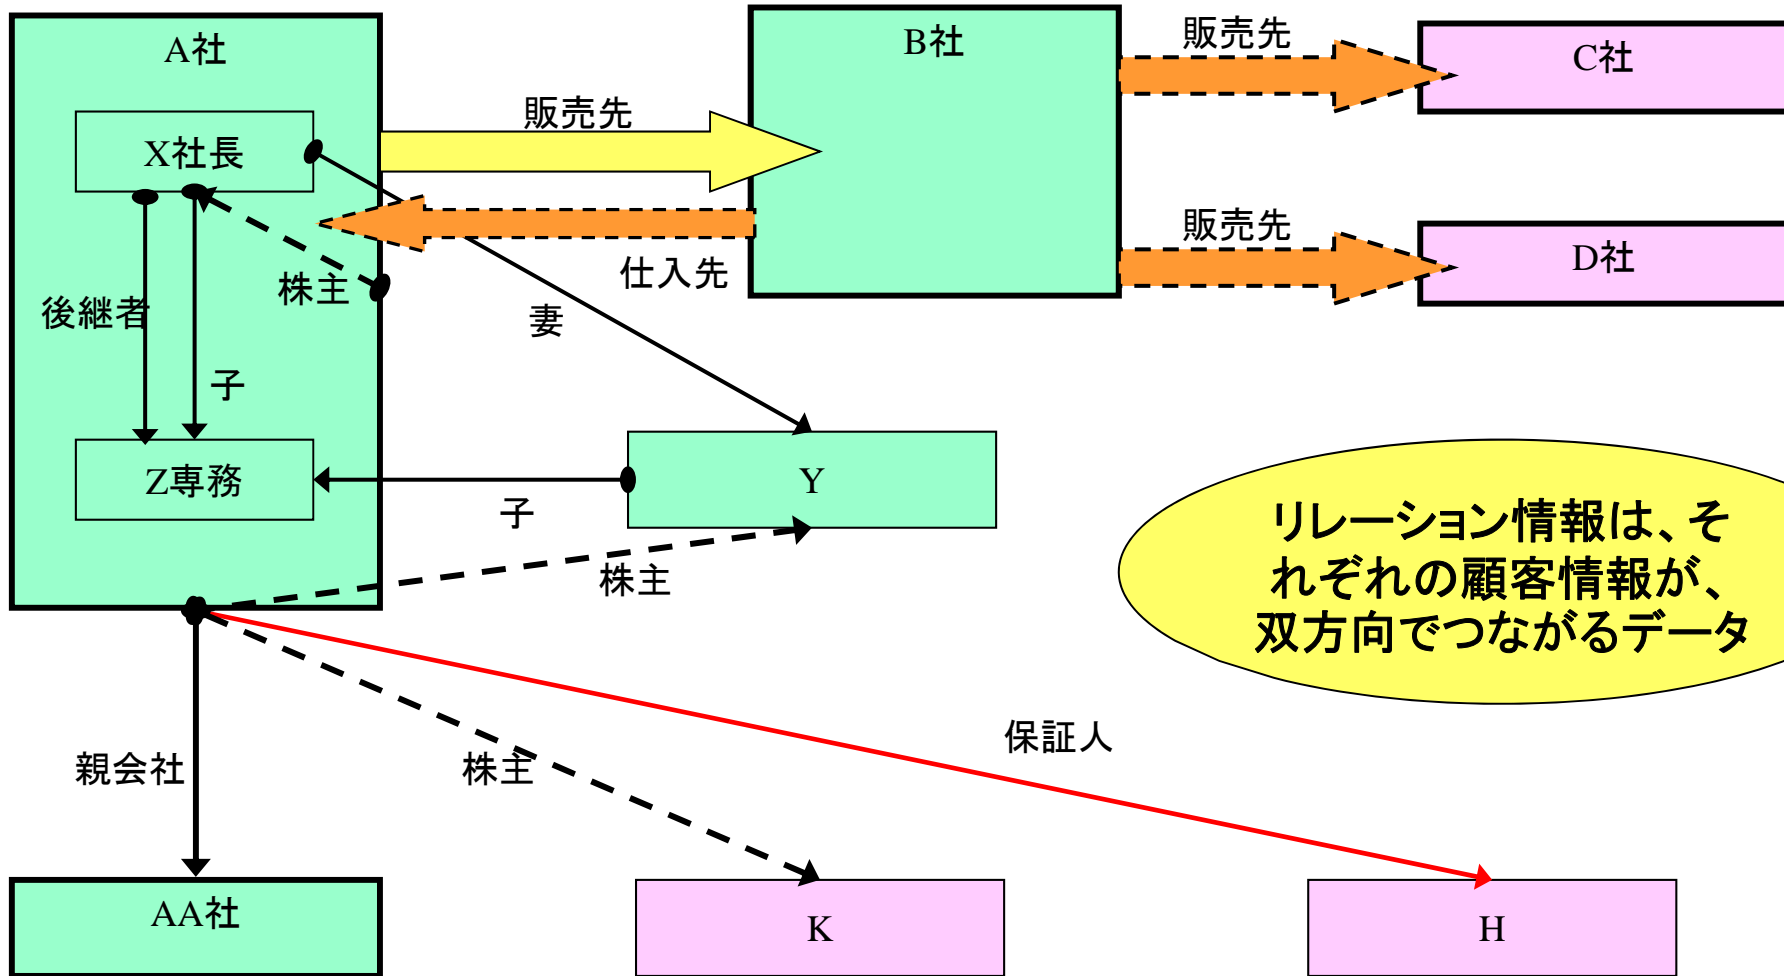 A社
B社
販売先
C社
販売先
X社長
販売先
D社
仕入先
株主
後継者
妻
子
Z専務
Y
子
株主
リレーション情報は、そ
れぞれの顧客情報が、
双方向でつながるデータ
親会社
株主
保証人
AA社
K
H